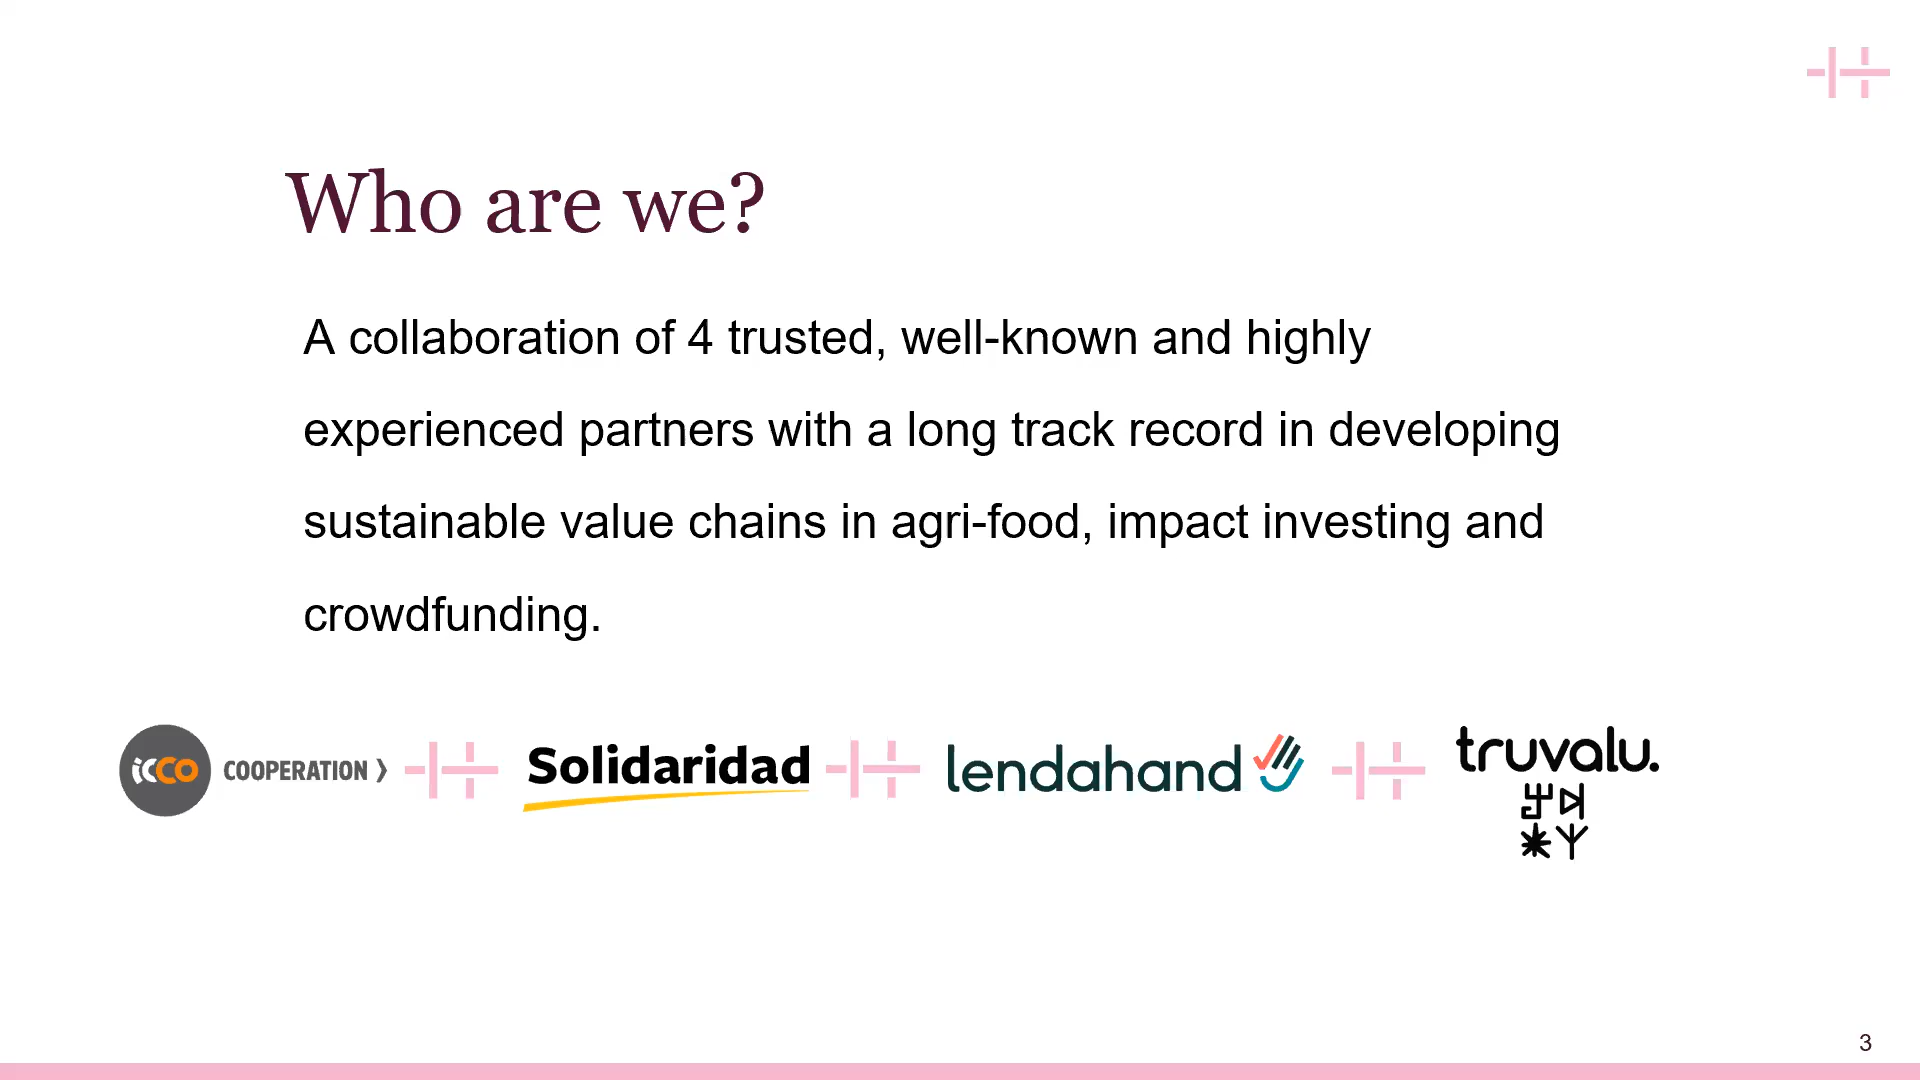 Who are we?
A collaboration of 4 trusted, well-known and highly
experienced partners with a long track record in developing
sustainable value chains in agri-food, impact investing and
crowdfunding.
icco COOPERATION
Solidaridad
lendahand
truvalu.
3